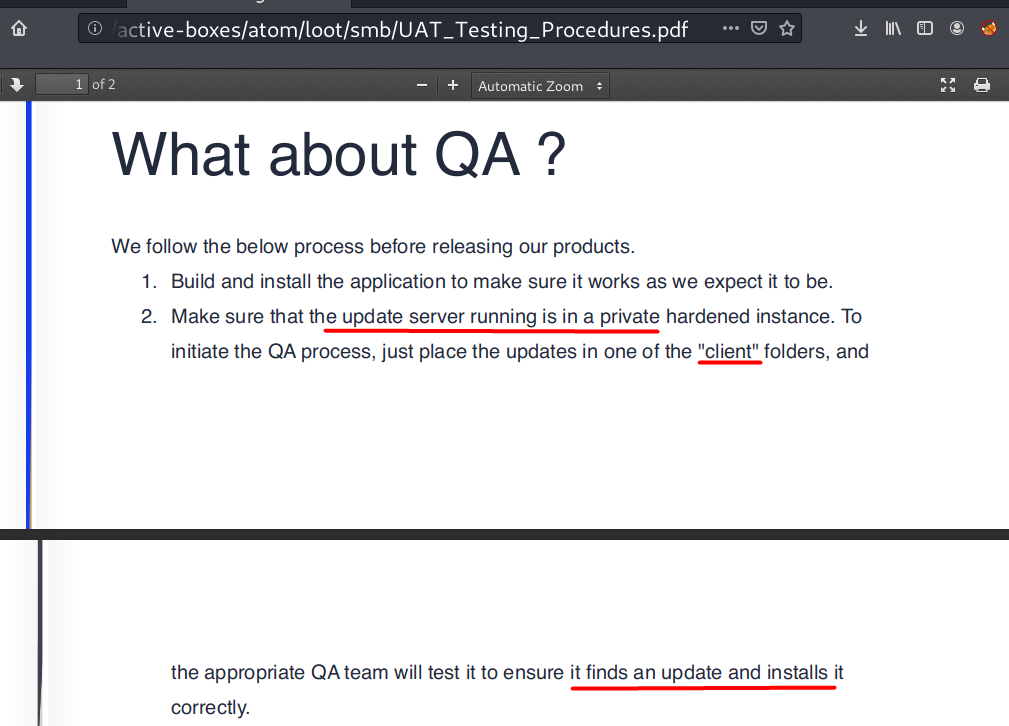 /active-boxes/atom/loot/smb/UAT_Testing_Procedures.pdf
1 of 2
Automatic Zoom
What about QA ?
We follow the below process before releasing our products.
1. Build and install the application to make sure it works as we expect it to be.
2. Make sure that the update server running is in a private hardened instance. To
initiate the QA process, just place the updates in one of the "client" folders, and
the appropriate QA team will test it to ensure it finds an update and installs it
correctly.